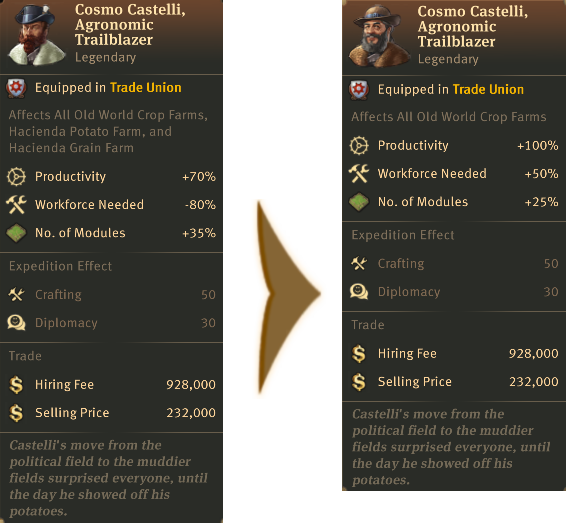 Cosmo Castelli,
Agronomic
Trailblazer
Legendary
Equipped in Trade Union
Affects All Old World Crop Farms,
Hacienda Potato Farm, and
Hacienda Grain Farm
Productivity +70%
Workforce Needed -80%
No. of Modules +35%
Expedition Effect
Crafting 50
Diplomacy 30
Trade
Hiring Fee 928,000
Selling Price 232,000
Castelli's move from the
political field to the muddier
fields surprised everyone, until
the day he showed off his
potatoes.
Cosmo Castelli,
Agronomic
Trailblazer
Legendary
Equipped in Trade Union
Affects All Old World Crop Farms
Productivity +100%
Workforce Needed +50%
No. of Modules +25%
Expedition Effect
Crafting 50
Diplomacy 30
Trade
Hiring Fee 928,000
Selling Price 232,000
Castelli's move from the
political field to the muddier
fields surprised everyone, until
the day he showed off his
potatoes.